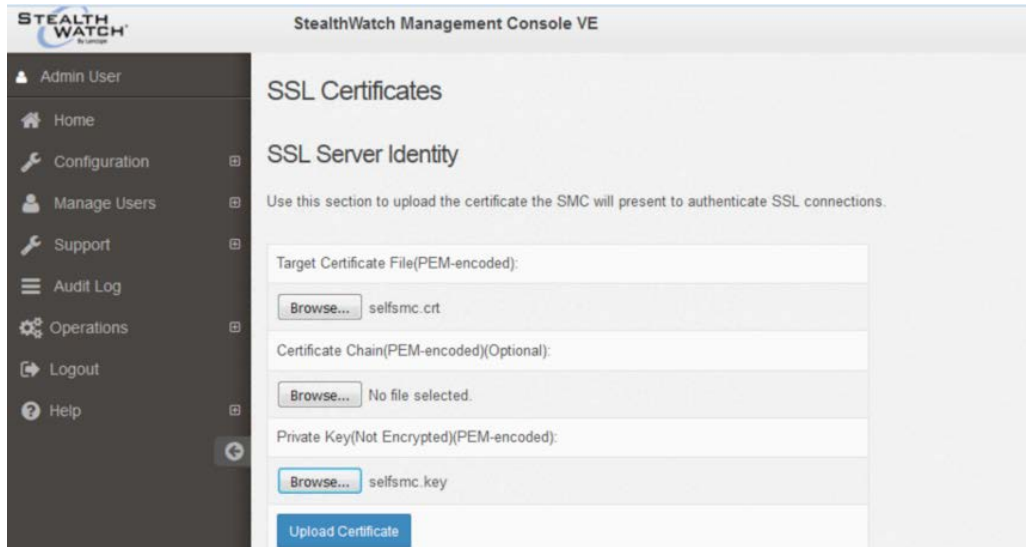 STEALTH
WATCH
By Lancope
StealthWatch Management Console VE
Admin User
Home
Configuration
Manage Users
Support
Audit Log
Operations
Logout
Help
SSL Certificates
SSL Server Identity
Use this section to upload the certificate the SMC will present to authenticate SSL connections.
Target Certificate File(PEM-encoded):
Browse... selfsmc.crt
Certificate Chain(PEM-encoded)(Optional):
Browse... No file selected.
Private Key(Not Encrypted)(PEM-encoded):
Browse... selfsmc.key
Upload Certificate